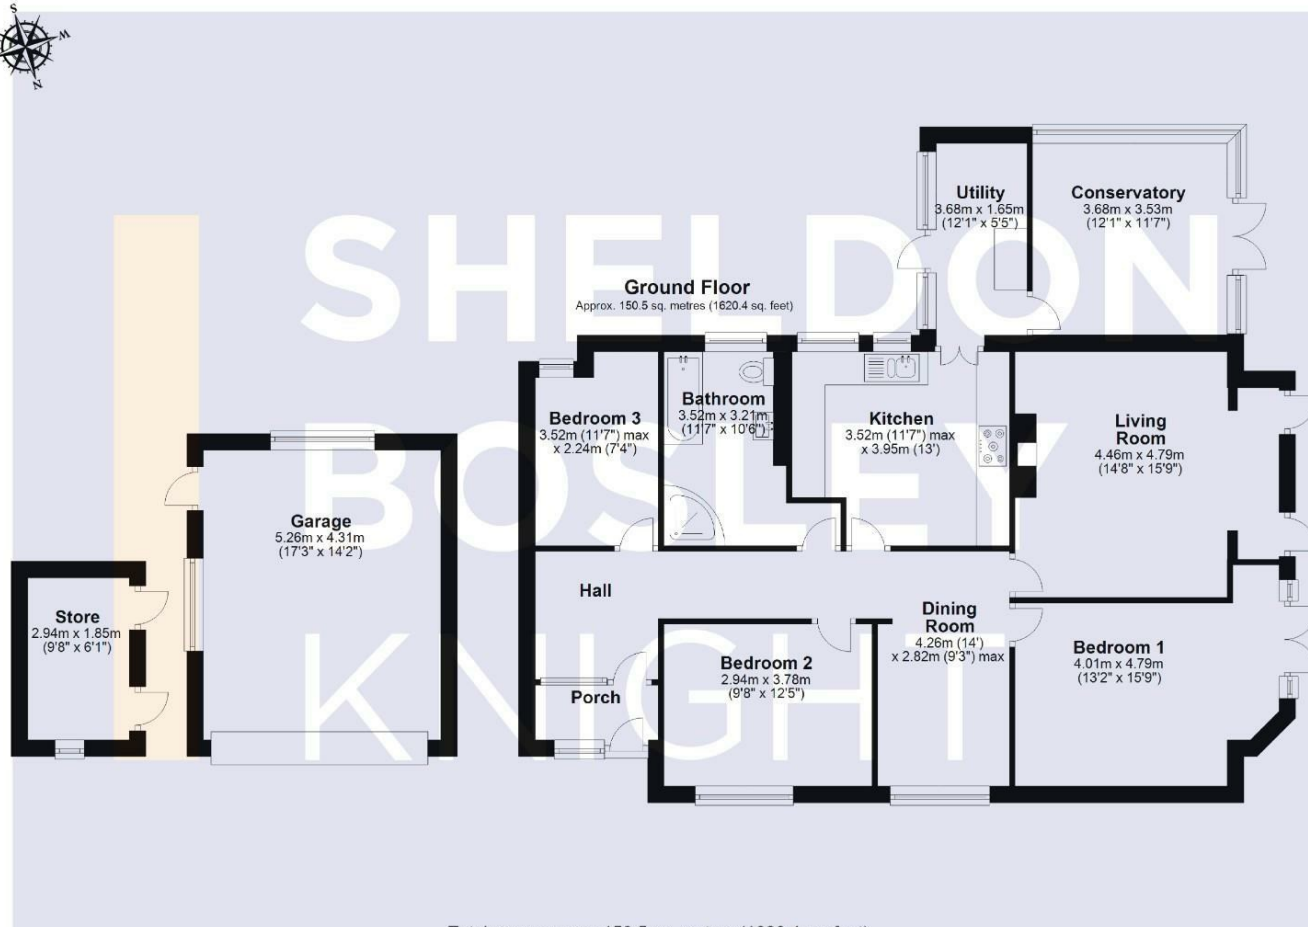 S
W
N
SHELDON
BOSLEY
KNIGHT
Ground Floor
Approx. 150.5 sq. metres (1620.4 sq. feet)
Utility
3.68m x 1.65m
(12'1" x 5'5")
Conservatory
3.68m x 3.53m
(12'1" x 11'7")
Bedroom 3
3.52m (11'7") max
x 2.24m (7'4")
Bathroom
3.52m x 3.21m
(11'7" x 10'6")
Kitchen
3.52m (11'7") max
x 3.95m (13')
Living
Room
4.46m x 4.79m
(14'8" x 15'9")
Garage
5.26m x 4.31m
(17'3" x 14'2")
Store
2.94m x 1.85m
(9'8" x 6'1")
Hall
Dining
Room
4.26m (14')
x 2.82m (9'3") max
Bedroom 1
4.01m x 4.79m
(13'2" x 15'9")
Bedroom 2
2.94m x 3.78m
(9'8" x 12'5")
Porch